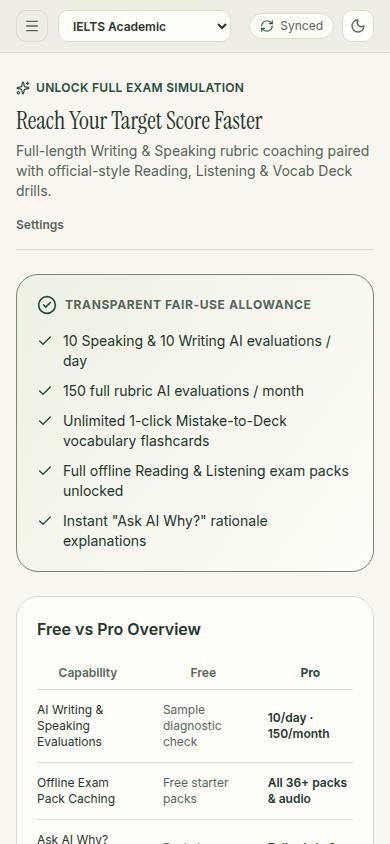 IELTS Academic
Synced
UNLOCK FULL EXAM SIMULATION
Reach Your Target Score Faster
Full-length Writing & Speaking rubric coaching paired
with official-style Reading, Listening & Vocab Deck
drills.
Settings
TRANSPARENT FAIR-USE ALLOWANCE
10 Speaking & 10 Writing AI evaluations /
day
150 full rubric AI evaluations / month
Unlimited 1-click Mistake-to-Deck
vocabulary flashcards
Full offline Reading & Listening exam packs
unlocked
Instant "Ask AI Why?" rationale
explanations
Free vs Pro Overview
Capability Free Pro
AI Writing &
Speaking
Evaluations
Sample
diagnostic
check
10/day ·
150/month
Offline Exam
Pack Caching
Free starter
packs
All 36+ packs
& audio
Ask AI Why?